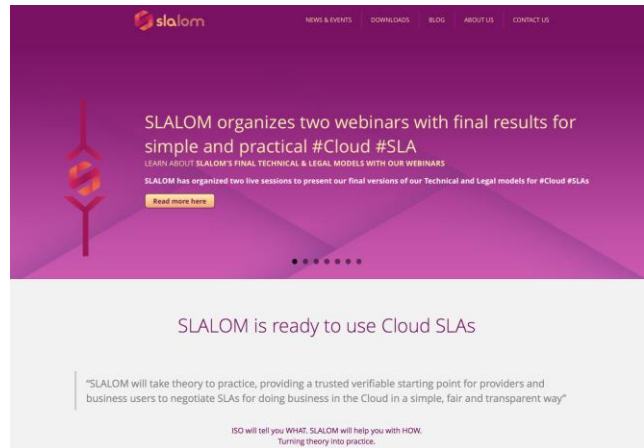 slalom
NEWS & EVENTS DOWNLOADS BLOG ABOUT US CONTACT US
SLALOM organizes two webinars with final results for
simple and practical #Cloud #SLA
LEARN ABOUT SLALOM'S FINAL TECHNICAL & LEGAL MODELS WITH OUR WEBINARS
SLALOM has organized two live sessions to present our final versions of our Technical and Legal models for #Cloud #SLAs
Read more here
SLALOM is ready to use Cloud SLAs
“SLALOM will take theory to practice, providing a trusted verifiable starting point for providers and
business users to negotiate SLAs for doing business in the Cloud in a simple, fair and transparent way”
ISO will tell you WHAT. SLALOM will help you with HOW.
Turning theory into practice.